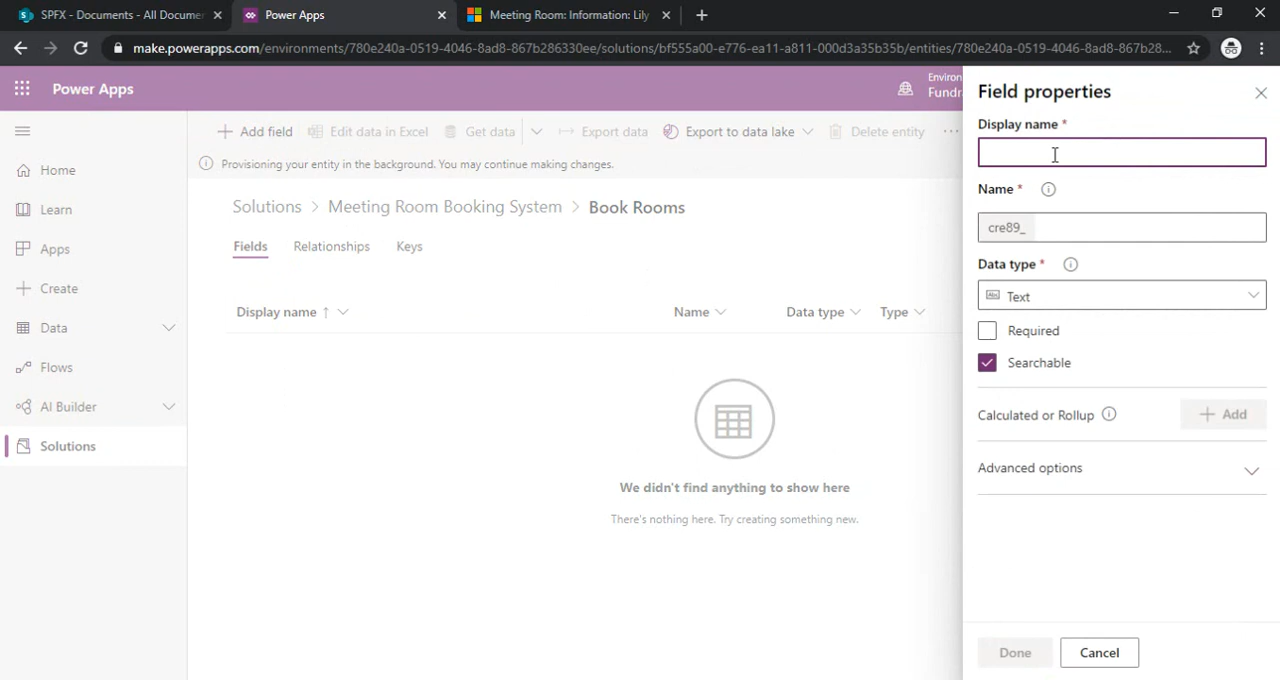 SPFX - Documents - All Documen
Power Apps
Meeting Room: Information: Lily
make.powerapps.com/environments/780e240a-0519-4046-8ad8-867b286330ee/solutions/bf555a00-e776-ea11-a811-000d3a35b35b/entities/780e240a-0519-4046-8ad8-867b28...
Power Apps
Environ
Fundra
Home
Learn
Apps
Create
Data
Flows
AI Builder
Solutions
Add field Edit data in Excel Get data Export data Export to data lake Delete entity ...
Provisioning your entity in the background. You may continue making changes.
Solutions > Meeting Room Booking System > Book Rooms
Fields Relationships Keys
Display name ↑ Name Data type Type
We didn't find anything to show here
There's nothing here. Try creating something new.
Field properties
Display name *
Name *
cre89_
Data type *
Abc Text
Required
Searchable
Calculated or Rollup
+ Add
Advanced options
Done Cancel